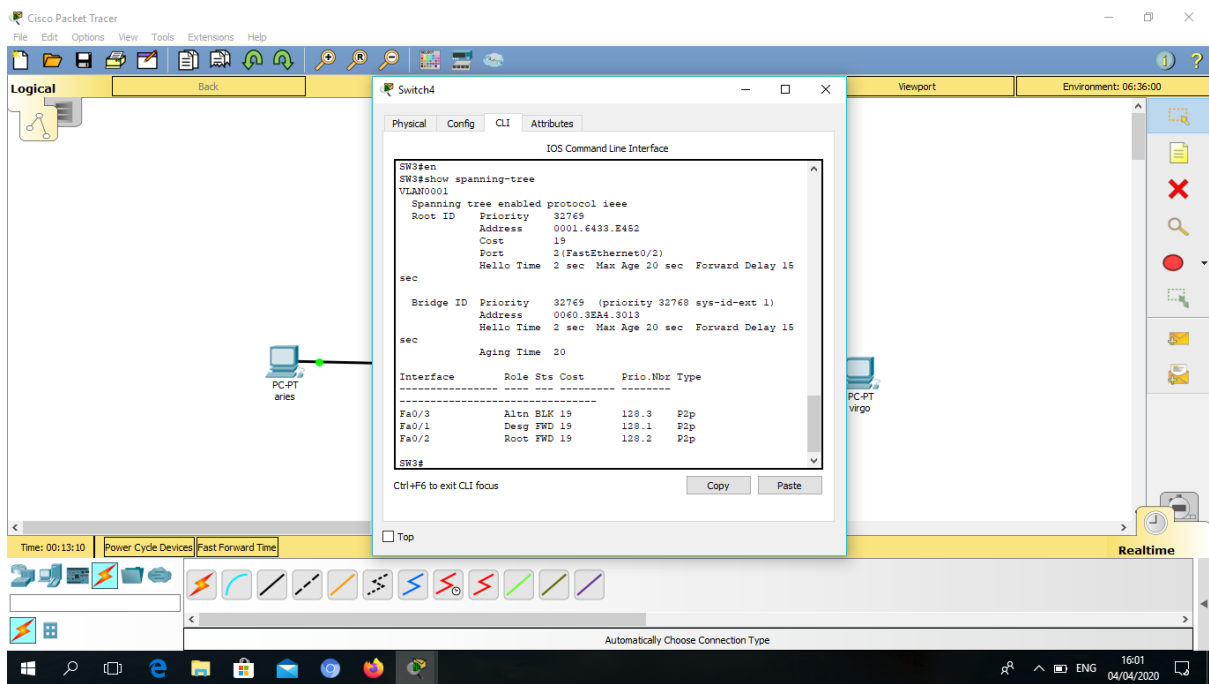 Cisco Packet Tracer
File Edit Options View Tools Extensions Help
Logical
Back
Viewport
Environment: 06:36:00
Switch4
Physical Config CLI Attributes
IOS Command Line Interface
SW3#en
SW3#show spanning-tree
VLAN0001
Spanning tree enabled protocol ieee
Root ID Priority 32769
Address 0001.6433.E452
Cost 19
Port 2(FastEthernet0/2)
Hello Time 2 sec Max Age 20 sec Forward Delay 15
sec
Bridge ID Priority 32769 (priority 32768 sys-id-ext 1)
Address 0060.3EA4.3013
Hello Time 2 sec Max Age 20 sec Forward Delay 15
sec
Aging Time 20
Interface Role Sts Cost Prio.Nbr Type
---------------- ---- --- --------- --------
--------------------------------
Fa0/3 Altn BLK 19 128.3 P2p
Fa0/1 Desg FWD 19 128.1 P2p
Fa0/2 Root FWD 19 128.2 P2p
SW3#
Ctrl+F6 to exit CLI focus
Copy
Paste
Top
PC-PT
aries
PC-PT
virgo
Time: 00:13:10
Power Cycle Devices
Fast Forward Time
Realtime
Automatically Choose Connection Type
ENG
16:01
04/04/2020